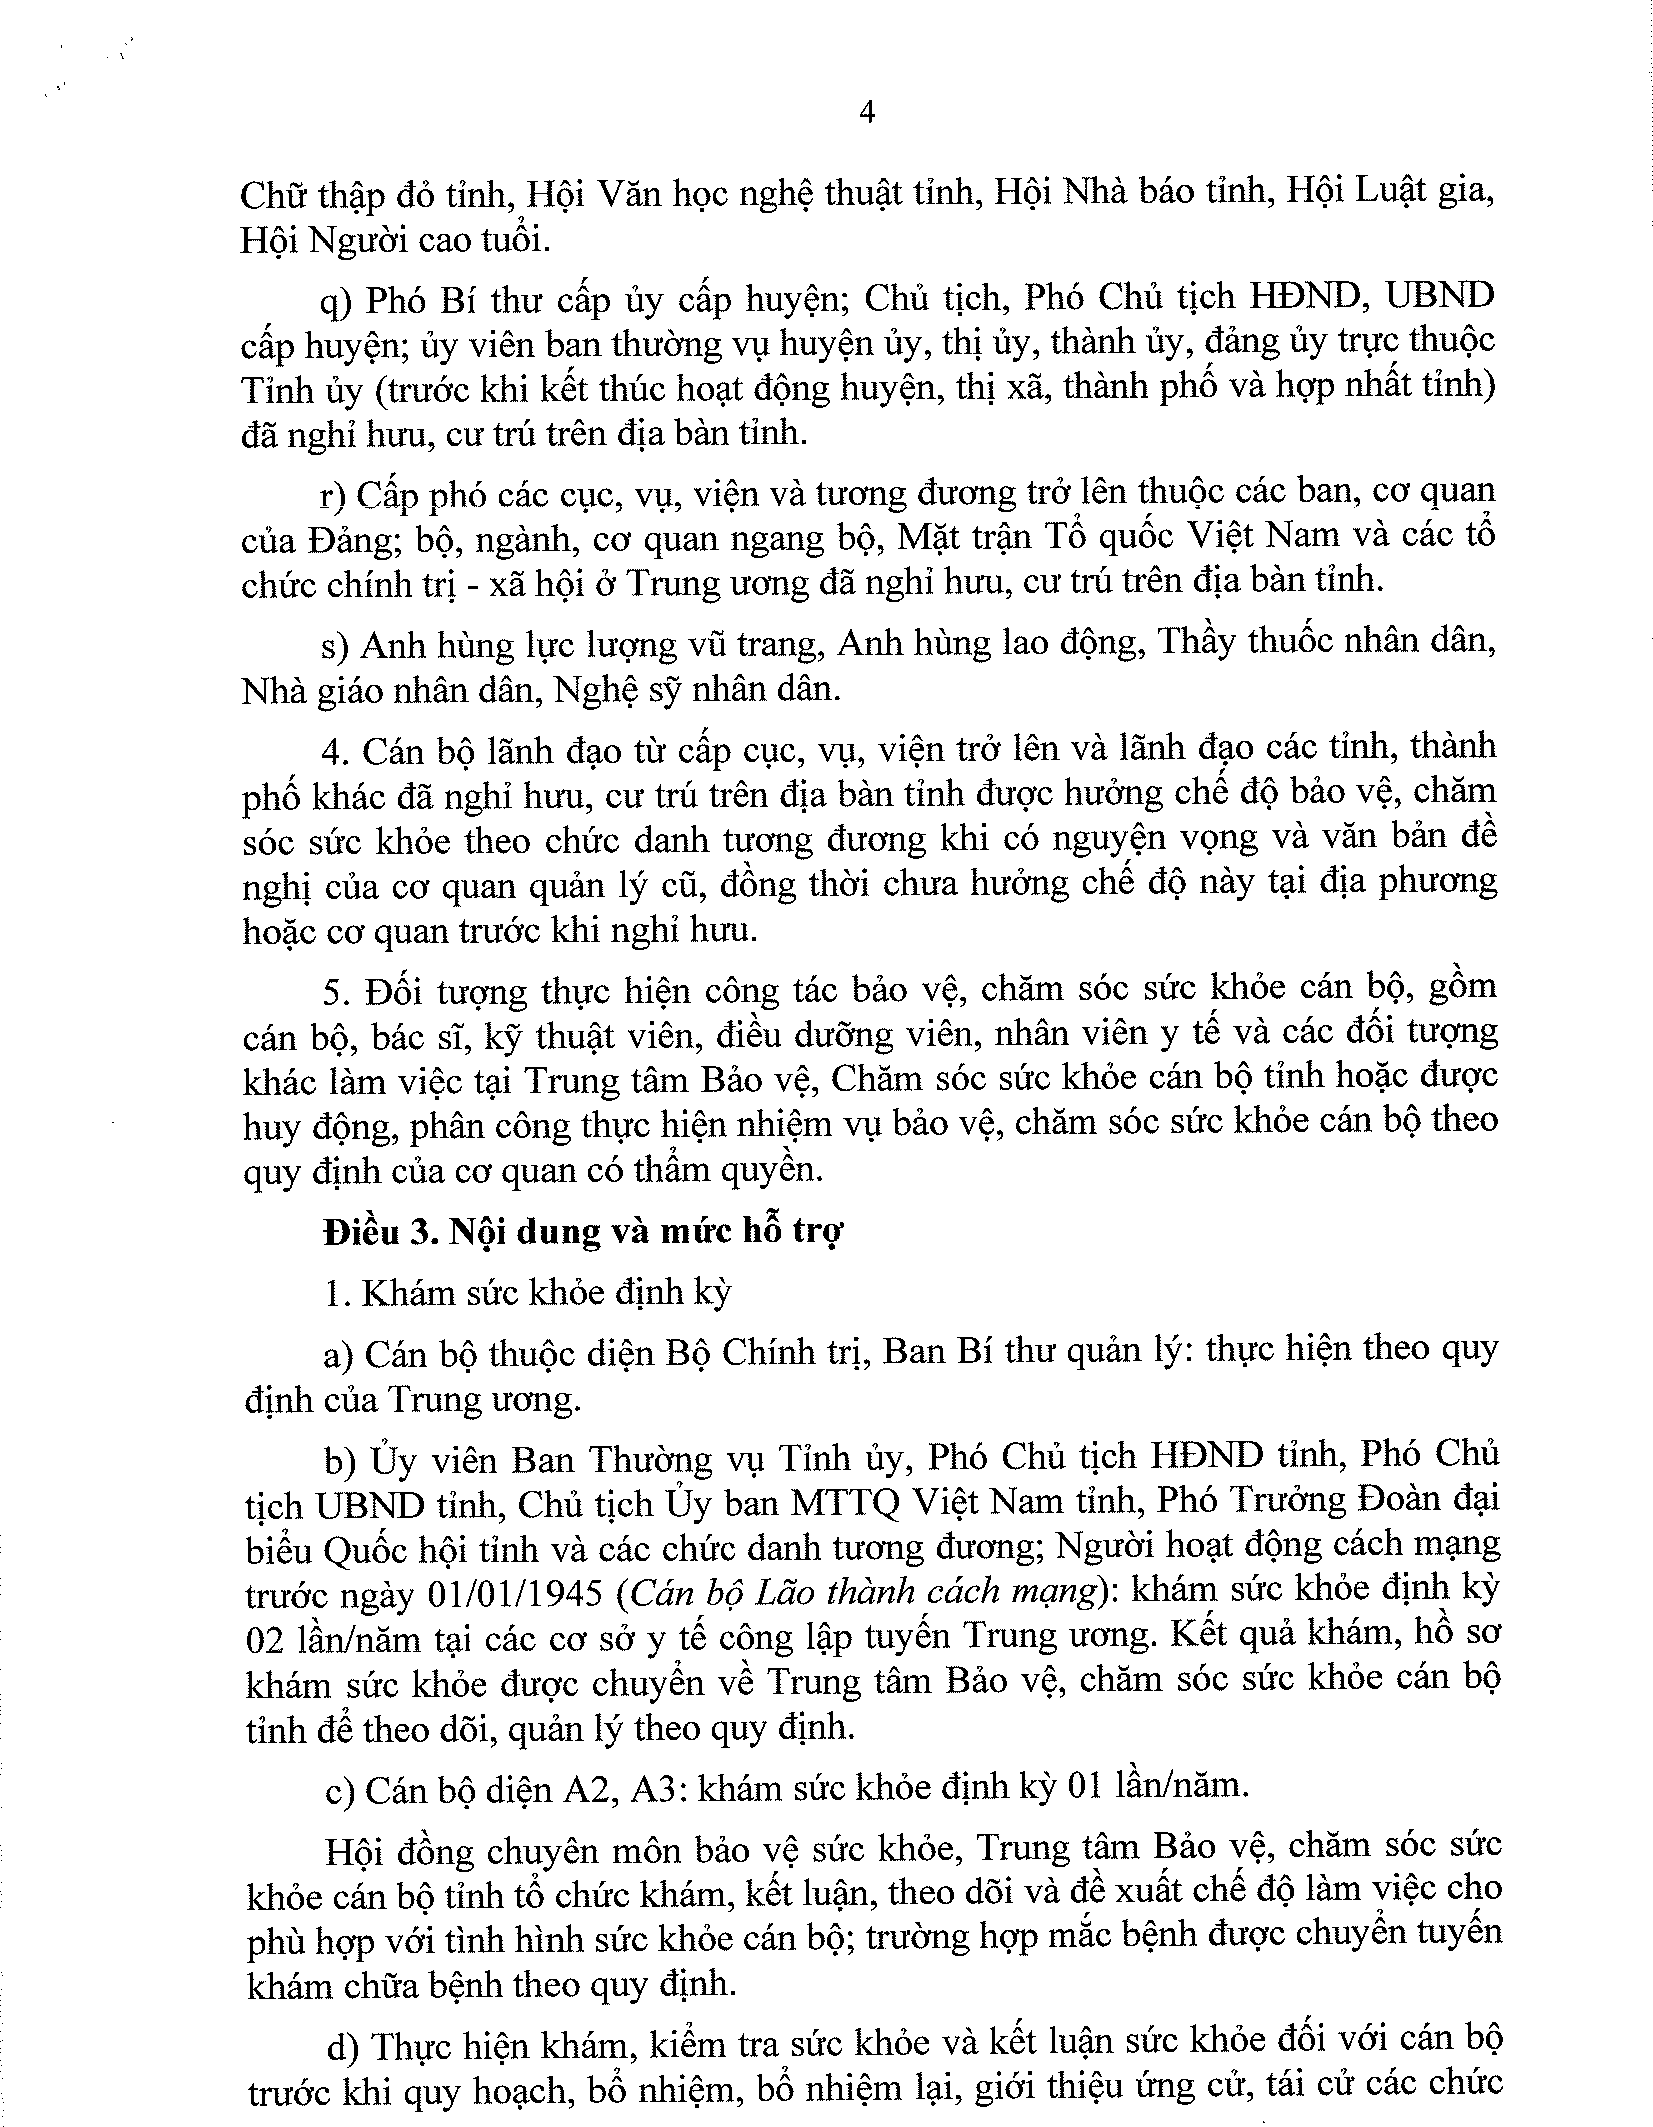 4
Chữ thập đỏ tỉnh, Hội Văn học nghệ thuật tỉnh, Hội Nhà báo tỉnh, Hội Luật gia,
Hội Người cao tuổi.
q) Phó Bí thư cấp ủy cấp huyện; Chủ tịch, Phó Chủ tịch HĐND, UBND
cấp huyện; ủy viên ban thường vụ huyện ủy, thị ủy, thành ủy, đảng ủy trực thuộc
Tỉnh ủy (trước khi kết thúc hoạt động huyện, thị xã, thành phố và hợp nhất tỉnh)
đã nghỉ hưu, cư trú trên địa bàn tỉnh.
r) Cấp phó các cục, vụ, viện và tương đương trở lên thuộc các ban, cơ quan
của Đảng; bộ, ngành, cơ quan ngang bộ, Mặt trận Tổ quốc Việt Nam và các tổ
chức chính trị - xã hội ở Trung ương đã nghỉ hưu, cư trú trên địa bàn tỉnh.
s) Anh hùng lực lượng vũ trang, Anh hùng lao động, Thầy thuốc nhân dân,
Nhà giáo nhân dân, Nghệ sỹ nhân dân.
4. Cán bộ lãnh đạo từ cấp cục, vụ, viện trở lên và lãnh đạo các tỉnh, thành
phố khác đã nghỉ hưu, cư trú trên địa bàn tỉnh được hưởng chế độ bảo vệ, chăm
sóc sức khỏe theo chức danh tương đương khi có nguyện vọng và văn bản đề
nghị của cơ quan quản lý cũ, đồng thời chưa hưởng chế độ này tại địa phương
hoặc cơ quan trước khi nghỉ hưu.
5. Đối tượng thực hiện công tác bảo vệ, chăm sóc sức khỏe cán bộ, gồm
cán bộ, bác sĩ, kỹ thuật viên, điều dưỡng viên, nhân viên y tế và các đối tượng
khác làm việc tại Trung tâm Bảo vệ, Chăm sóc sức khỏe cán bộ tỉnh hoặc được
huy động, phân công thực hiện nhiệm vụ bảo vệ, chăm sóc sức khỏe cán bộ theo
quy định của cơ quan có thẩm quyền.
Điều 3. Nội dung và mức hỗ trợ
1. Khám sức khỏe định kỳ
a) Cán bộ thuộc diện Bộ Chính trị, Ban Bí thư quản lý: thực hiện theo quy
định của Trung ương.
b) Ủy viên Ban Thường vụ Tỉnh ủy, Phó Chủ tịch HĐND tỉnh, Phó Chủ
tịch UBND tỉnh, Chủ tịch Ủy ban MTTQ Việt Nam tỉnh, Phó Trưởng Đoàn đại
biểu Quốc hội tỉnh và các chức danh tương đương; Người hoạt động cách mạng
trước ngày 01/01/1945 (Cán bộ Lão thành cách mạng): khám sức khỏe định kỳ
02 lần/năm tại các cơ sở y tế công lập tuyến Trung ương. Kết quả khám, hồ sơ
khám sức khỏe được chuyển về Trung tâm Bảo vệ, chăm sóc sức khỏe cán bộ
tỉnh để theo dõi, quản lý theo quy định.
c) Cán bộ diện A2, A3: khám sức khỏe định kỳ 01 lần/năm.
Hội đồng chuyên môn bảo vệ sức khỏe, Trung tâm Bảo vệ, chăm sóc sức
khỏe cán bộ tỉnh tổ chức khám, kết luận, theo dõi và đề xuất chế độ làm việc cho
phù hợp với tình hình sức khỏe cán bộ; trường hợp mắc bệnh được chuyển tuyến
khám chữa bệnh theo quy định.
d) Thực hiện khám, kiểm tra sức khỏe và kết luận sức khỏe đối với cán bộ
trước khi quy hoạch, bổ nhiệm, bổ nhiệm lại, giới thiệu ứng cử, tái cử các chức